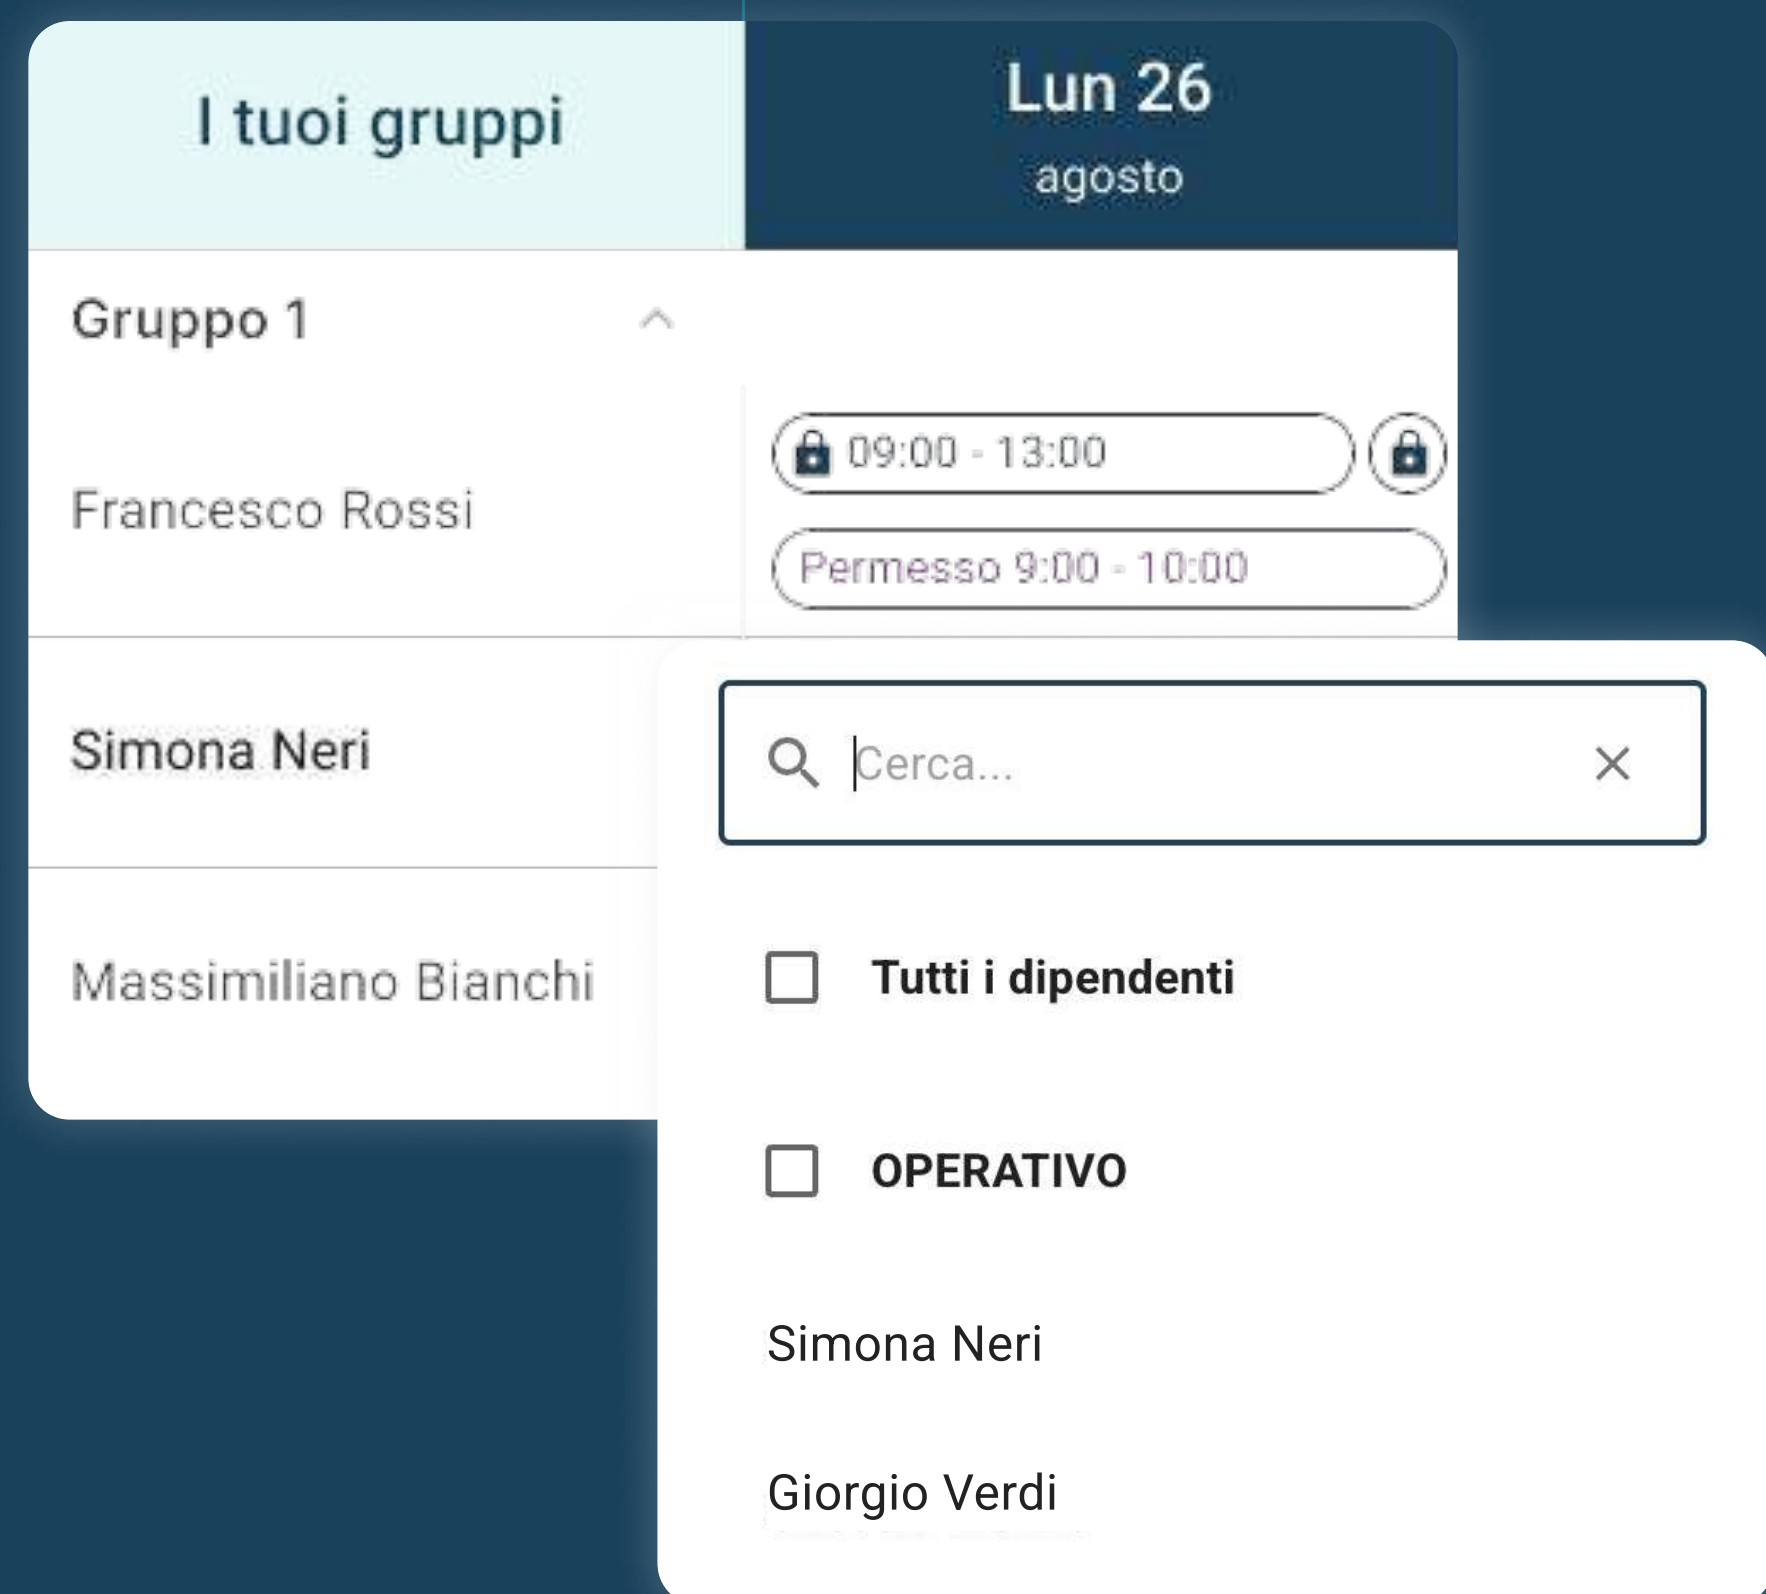 I tuoi gruppi
Lun 26
agosto
Gruppo 1
Francesco Rossi
09:00 - 13:00
Permesso 9:00 - 10:00
Simona Neri
Massimiliano Bianchi
Cerca...
Tutti i dipendenti
OPERATIVO
Simona Neri
Giorgio Verdi